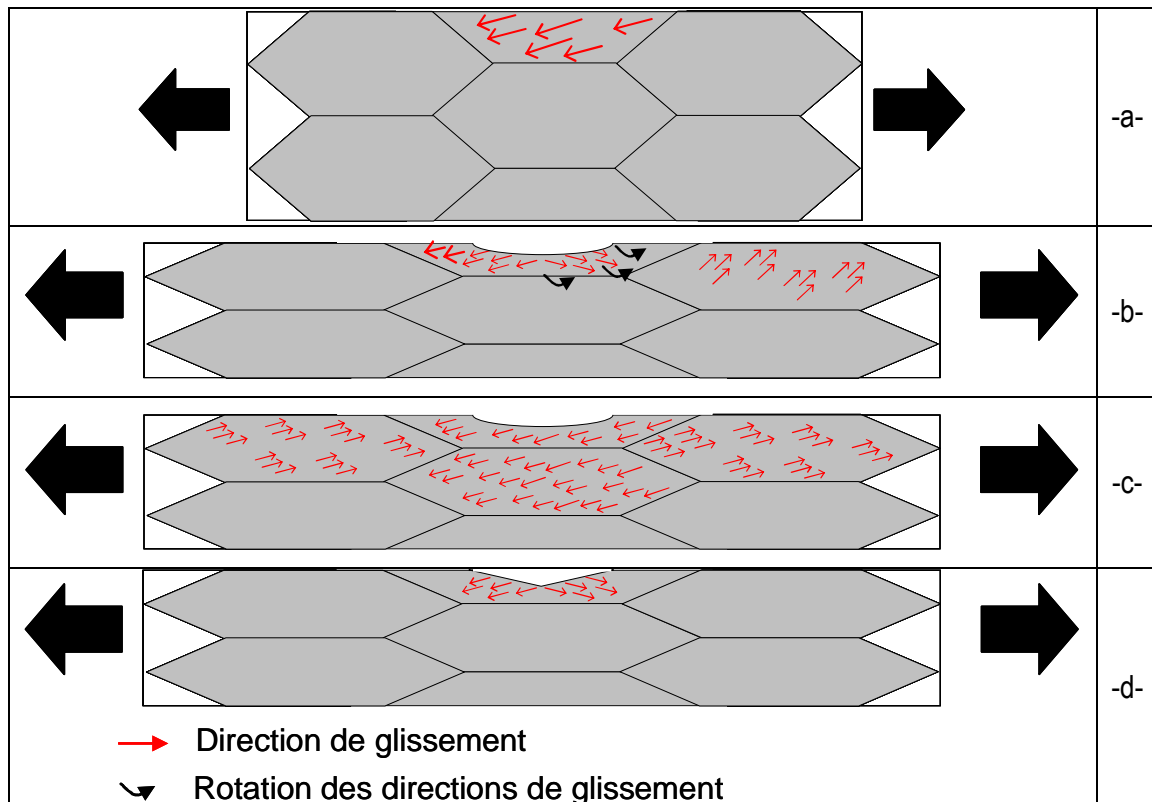 -a-
-b-
-c-
-d-
Direction de glissement
Rotation des directions de glissement